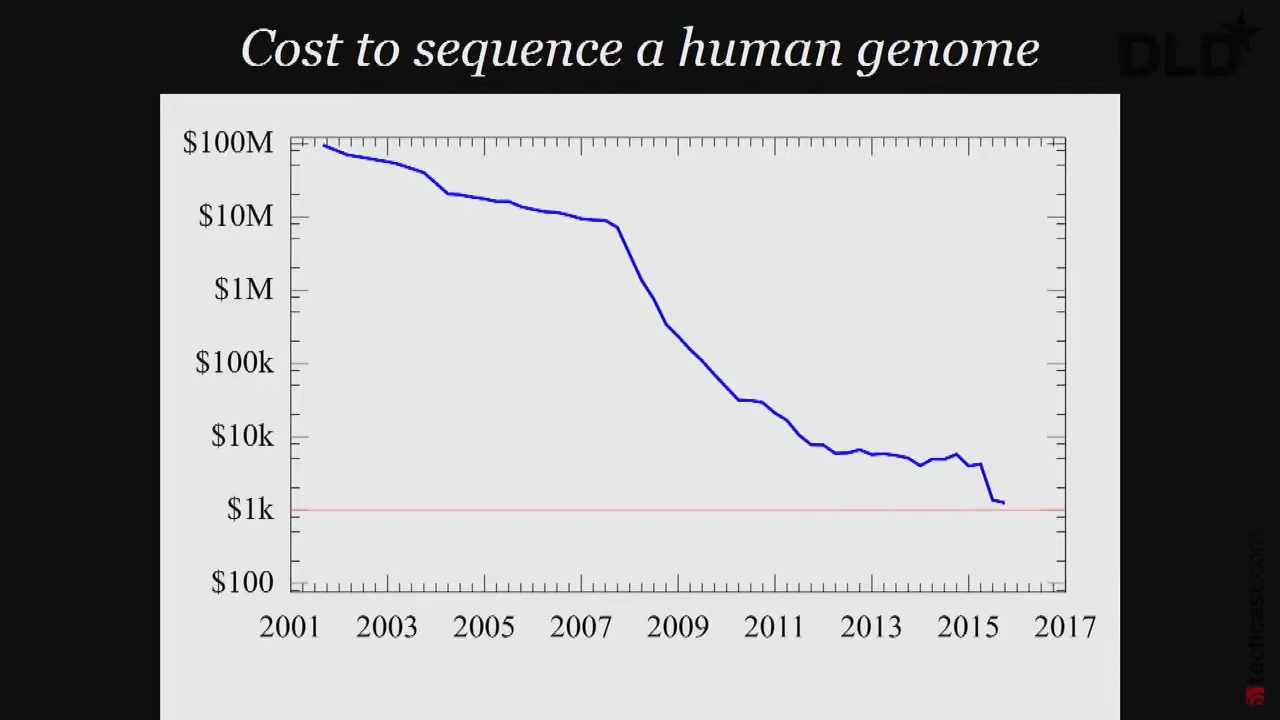 Cost to sequence a human genome
DLD
$100M
$10M
$1M
$100k
$10k
$1k
$100
2001 2003 2005 2007 2009 2011 2013 2015 2017
techcast.com